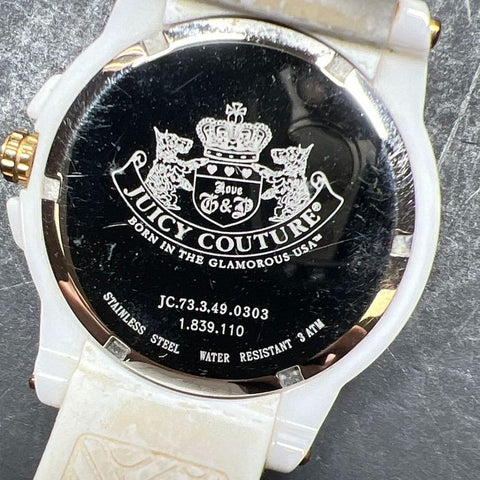 Love
G&P
JUICY COUTURE®
BORN IN THE GLAMOROUS USA™
JC.73.3.49.0303
1.839.110
STAINLESS STEEL WATER RESISTANT 3 ATM